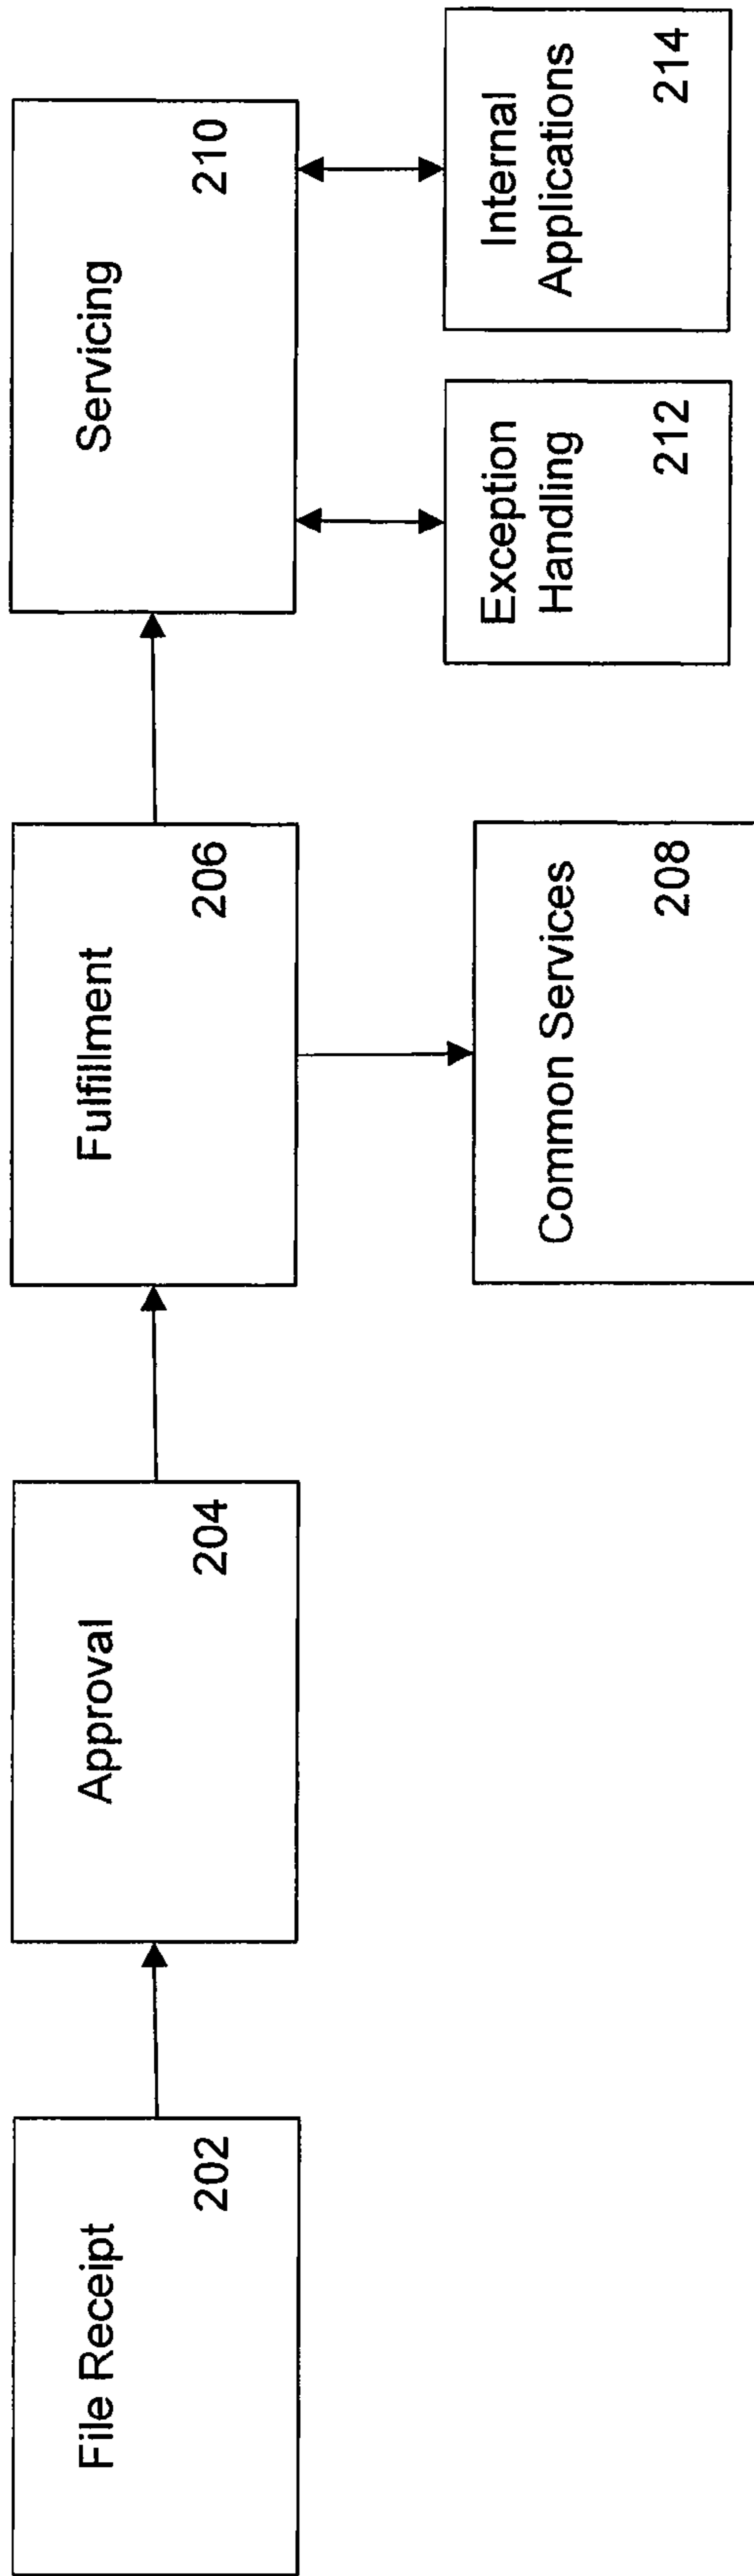 File Receipt
202
Approval
204
Fulfillment
206
Servicing
210
Common Services
208
Exception
Handling
212
Internal
Applications
214